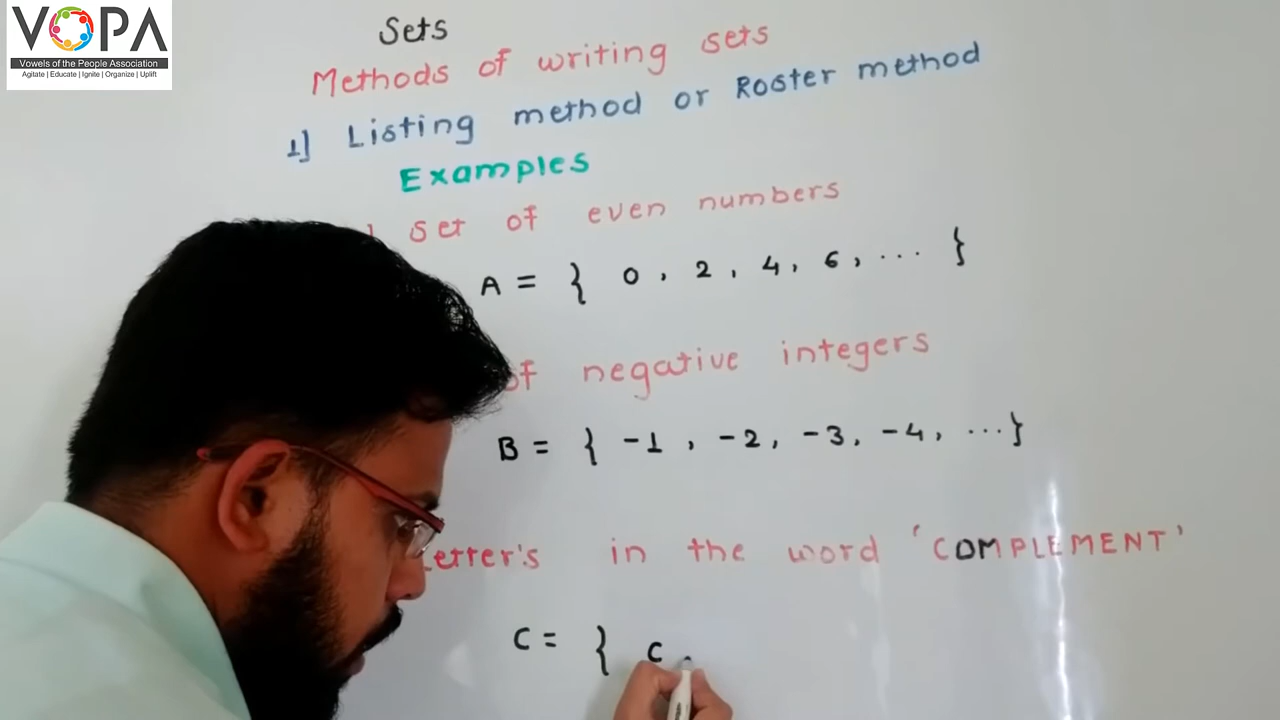 VOPA
Vowels of the People Association
Agitate | Educate | Ignite | Organize | Uplift
Sets
Methods of writing sets
1] Listing method or Roster method
Examples
] set of even numbers
A = { 0, 2, 4, 6, ... }
of negative integers
B = { -1, -2, -3, -4, ... }
Letter's in the word 'COMPLEMENT'
C = { C